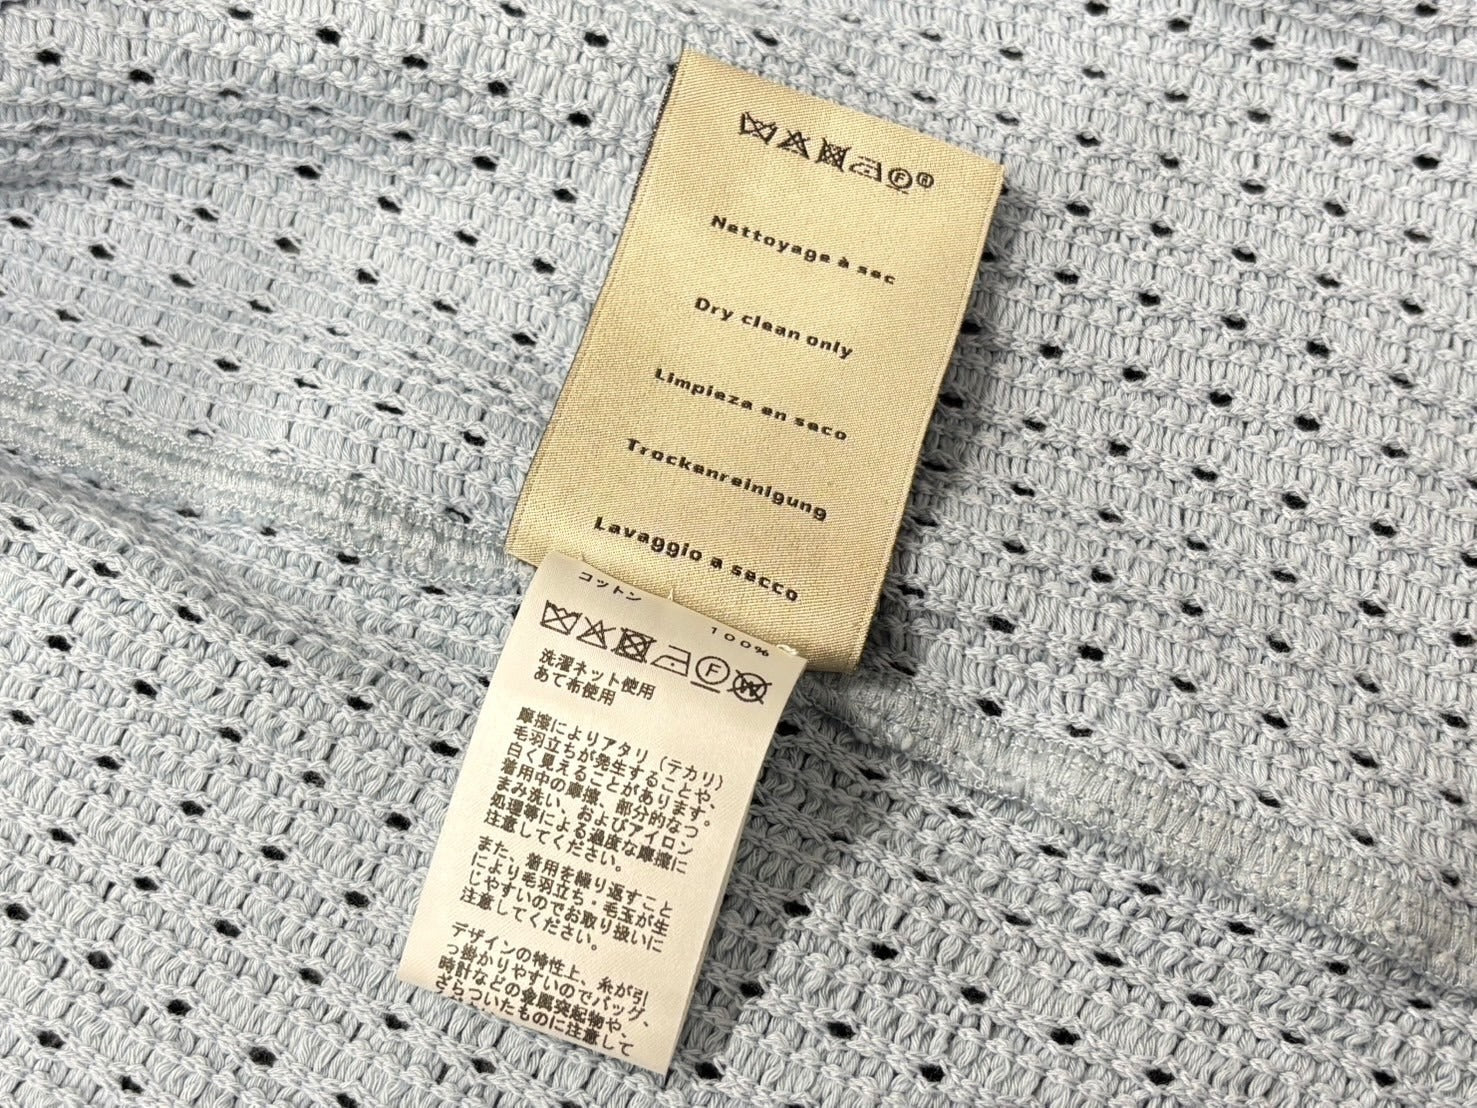 Nettoyage à sec
Dry clean only
Limpieza en seco
Trockenreinigung
Lavaggio a secco
コットン
100%
洗濯ネット使用
あて布使用
摩擦によりアタリ(テカリ)
毛羽立ちが発生することや、
白く見えることがあります。
着用中の摩擦、部分的なつ
まみ洗い、およびアイロン
処理等による過度な摩擦に
注意してください。
また、着用を繰り返すこと
により毛羽立ち・毛玉が生
じやすいのでお取り扱いに
注意してください。
デザインの特性上、糸が引
っ掛かりやすいのでバッグ、
時計などの金属突起物や、
ざらついたものに注意して